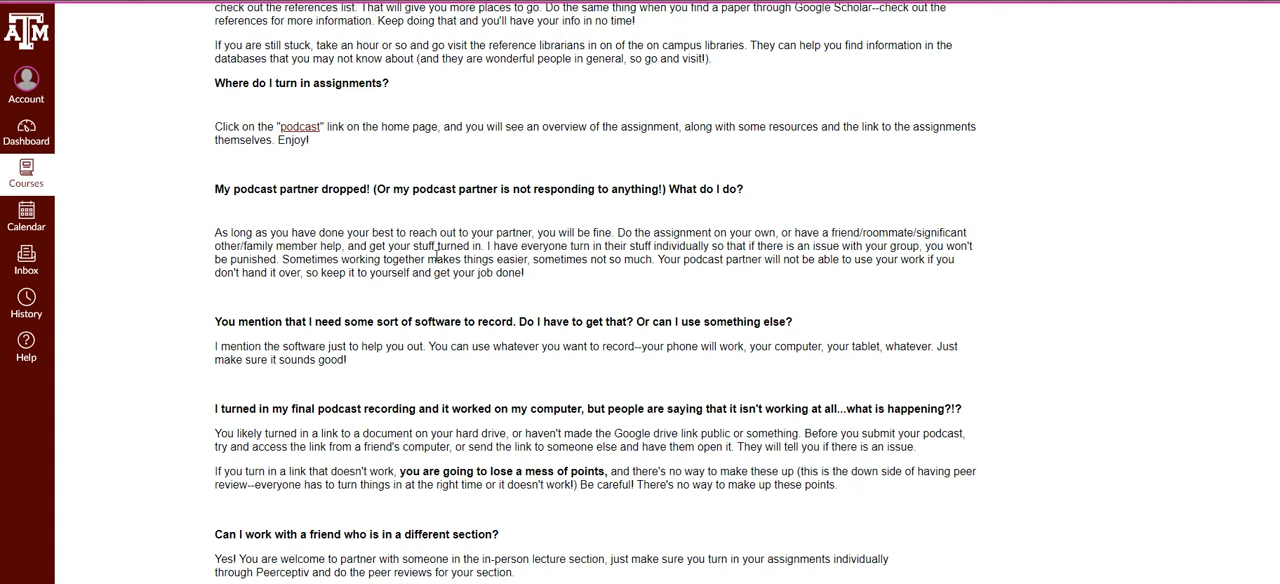 check out the references list. That will give you more places to go. Do the same thing when you find a paper through Google Scholar--check out the
references for more information. Keep doing that and you'll have your info in no time!
If you are still stuck, take an hour or so and go visit the reference librarians in on of the on campus libraries. They can help you find information in the
databases that you may not know about (and they are wonderful people in general, so go and visit!).
Where do I turn in assignments?
Click on the "podcast" link on the home page, and you will see an overview of the assignment, along with some resources and the link to the assignments
themselves. Enjoy!
My podcast partner dropped! (Or my podcast partner is not responding to anything!) What do I do?
As long as you have done your best to reach out to your partner, you will be fine. Do the assignment on your own, or have a friend/roommate/significant
other/family member help, and get your stuff turned in. I have everyone turn in their stuff individually so that if there is an issue with your group, you won't
be punished. Sometimes working together makes things easier, sometimes not so much. Your podcast partner will not be able to use your work if you
don't hand it over, so keep it to yourself and get your job done!
You mention that I need some sort of software to record. Do I have to get that? Or can I use something else?
I mention the software just to help you out. You can use whatever you want to record--your phone will work, your computer, your tablet, whatever. Just
make sure it sounds good!
I turned in my final podcast recording and it worked on my computer, but people are saying that it isn't working at all...what is happening?!?
You likely turned in a link to a document on your hard drive, or haven't made the Google drive link public or something. Before you submit your podcast,
try and access the link from a friend's computer, or send the link to someone else and have them open it. They will tell you if there is an issue.
If you turn in a link that doesn't work, you are going to lose a mess of points, and there's no way to make these up (this is the down side of having peer
review--everyone has to turn things in at the right time or it doesn't work!) Be careful! There's no way to make up these points.
Can I work with a friend who is in a different section?
Yes! You are welcome to partner with someone in the in-person lecture section, just make sure you turn in your assignments individually
through Peerceptiv and do the peer reviews for your section.
ATM
Account
Dashboard
Courses
Calendar
Inbox
History
Help